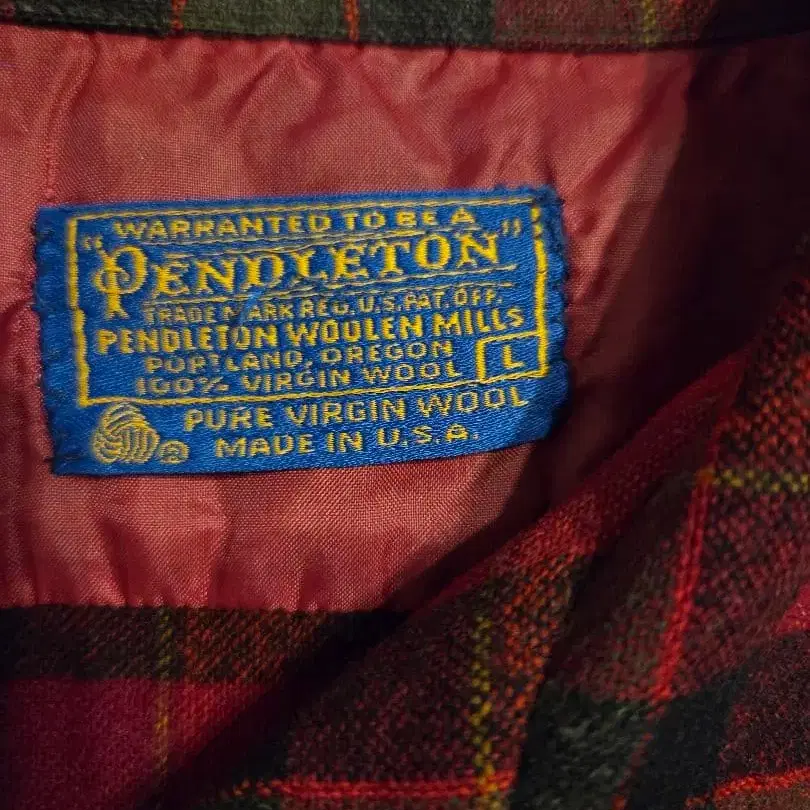 WARRANTED TO BE A
"PENDLETON"
TRADE MARK REG. U.S. PAT. OFF.
PENDLETON WOOLEN MILLS
PORTLAND, OREGON
100% VIRGIN WOOL L
PURE VIRGIN WOOL
® MADE IN U.S.A.